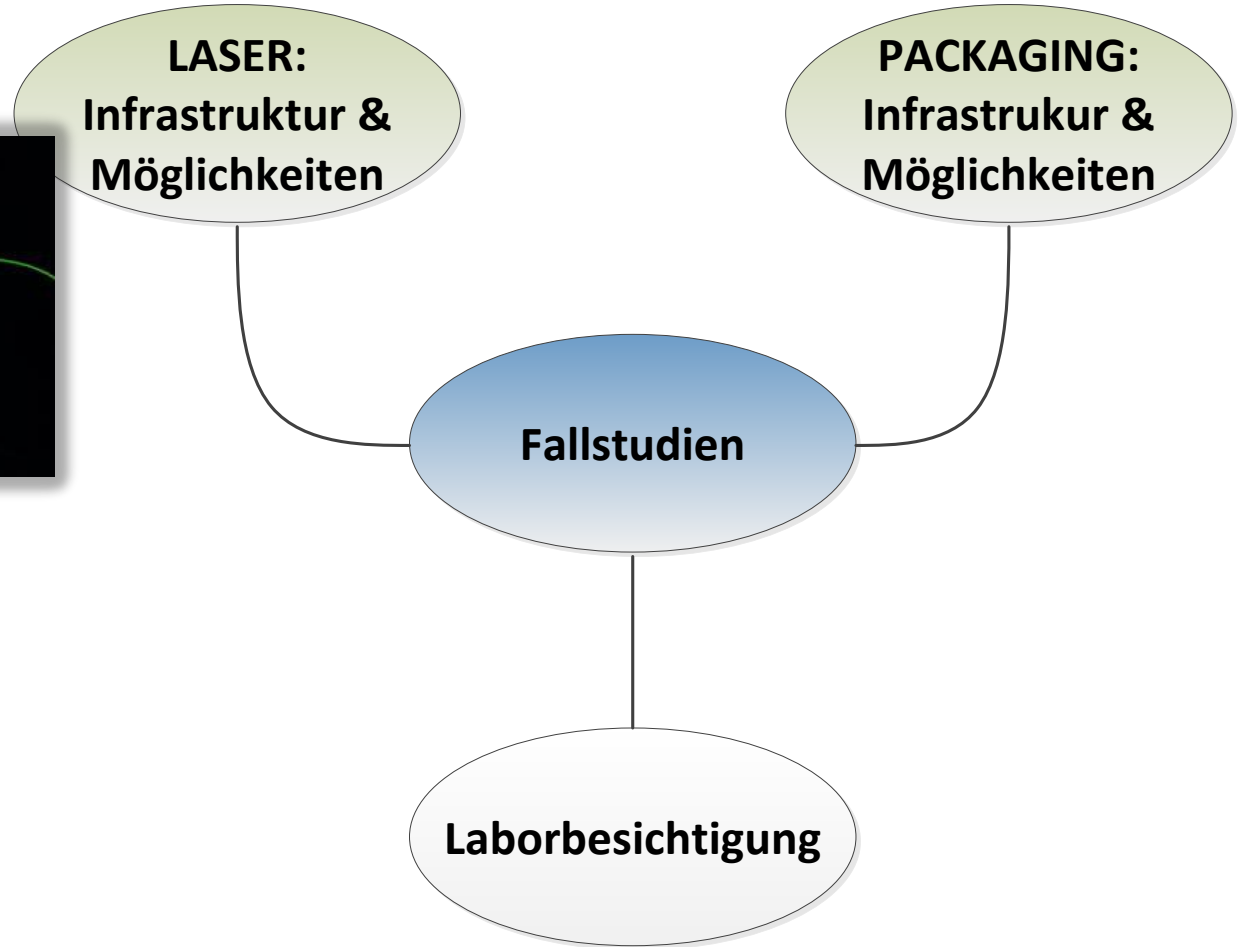 LASER:
Infrastruktur &
Möglichkeiten
PACKAGING:
Infrastrukur &
Möglichkeiten
Fallstudien
Laborbesichtigung